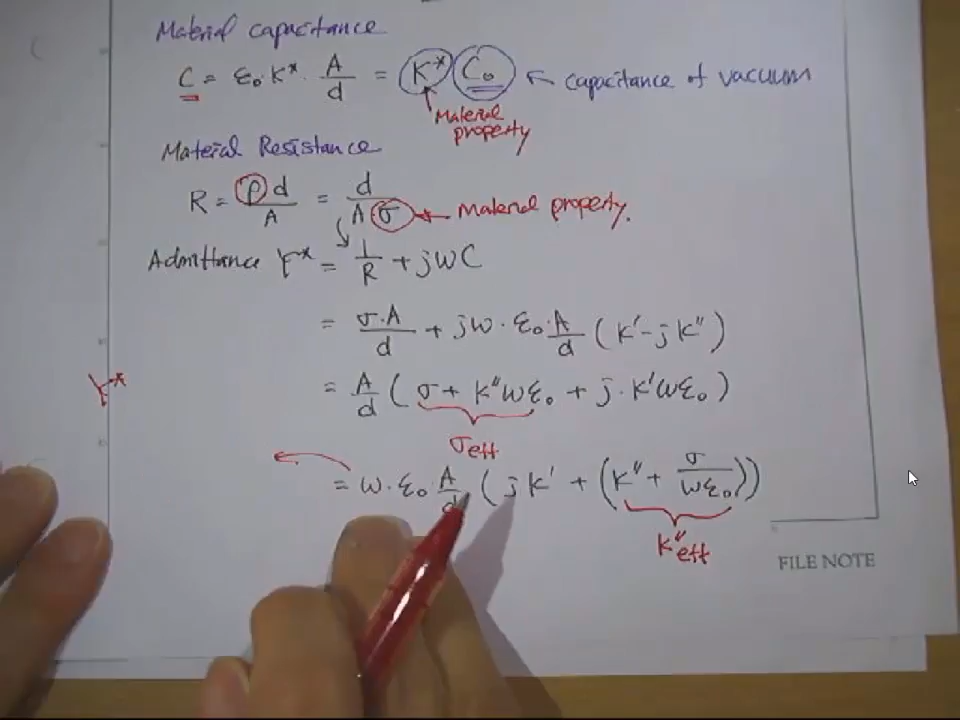 Material capacitance
C = ε₀·K* · A/d = K* C₀ ← capacitance of vacuum
Material property
Material Resistance
R = ρd/A = d/Aσ ← Material property.
Admittance Y* = 1/R + jωC
= σ·A/d + jω·ε₀·A/d (K'-jK")
= A/d (σ + K"ωε₀ + j·K'ωε₀)
σeff
Y*
= ω·ε₀·A/d (jK' + (K" + σ/ωε₀))
K"eff
FILE NOTE